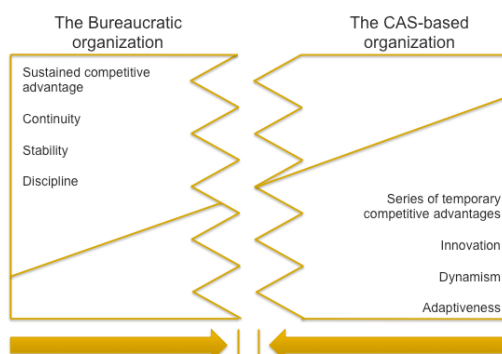 The Bureaucratic
organization
Sustained competitive
advantage
Continuity
Stability
Discipline
The CAS-based
organization
Series of temporary
competitive advantages
Innovation
Dynamism
Adaptiveness